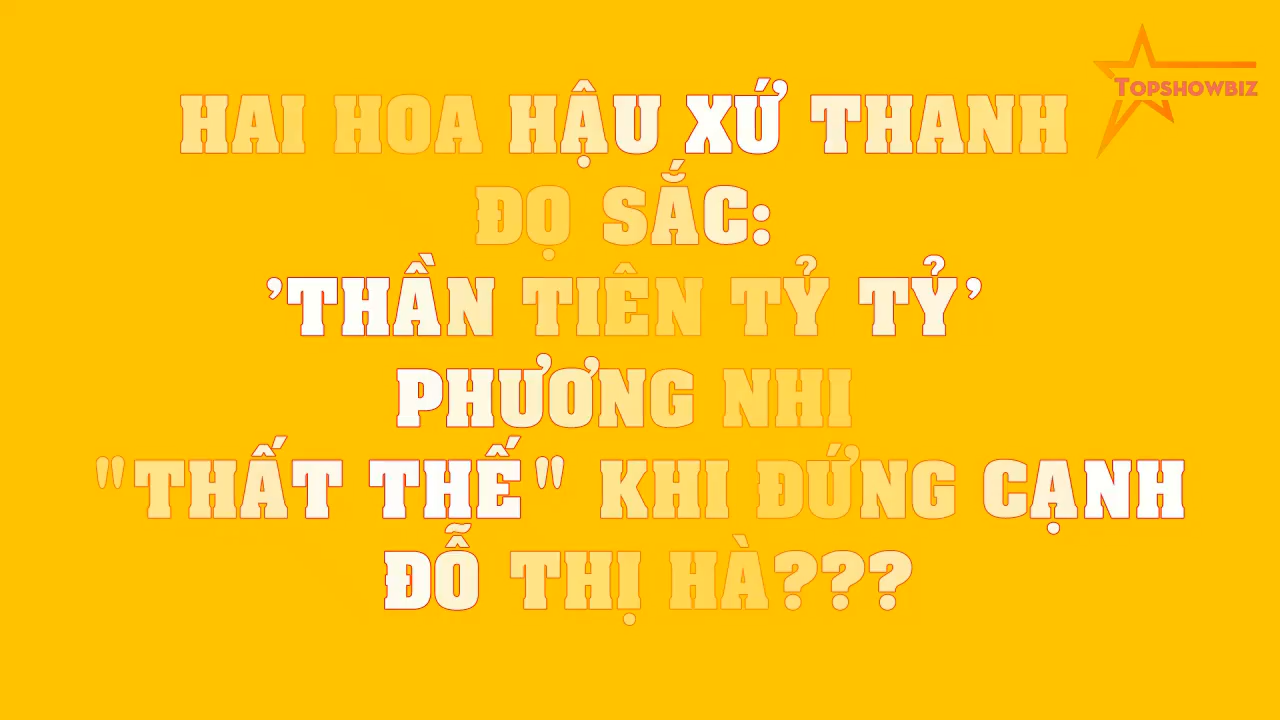 TOPSHOWBIZ
HAI HOA HẬU XỨ THANH
ĐỌ SẮC:
'THẦN TIÊN TỶ TỶ'
PHƯƠNG NHI
"THẤT THẾ" KHI ĐỨNG CẠNH
ĐỖ THỊ HÀ???